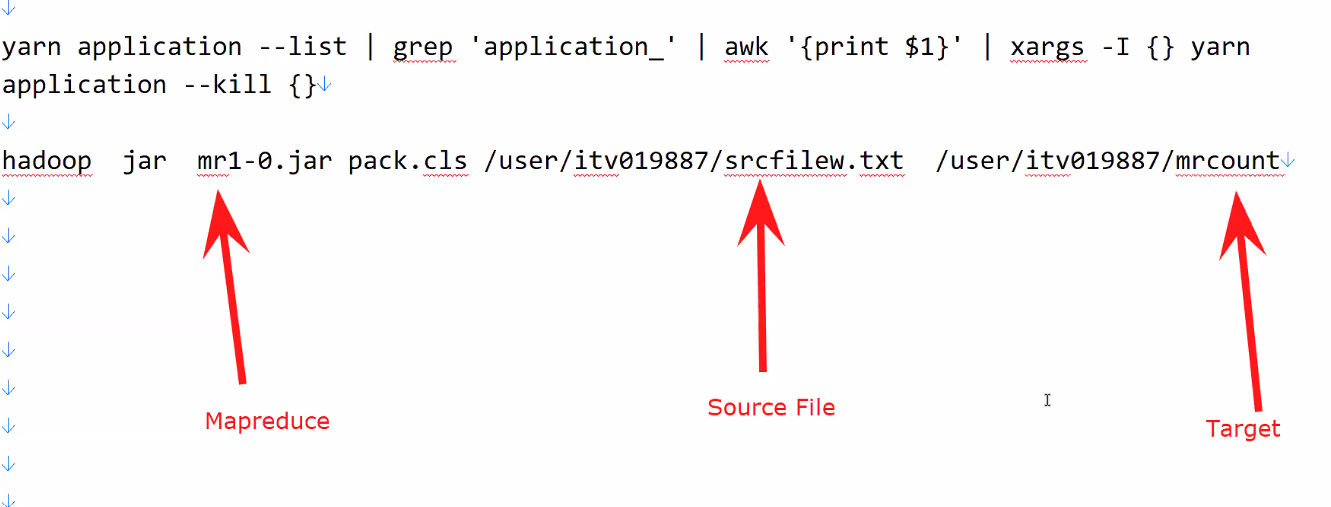 yarn application --list | grep 'application_' | awk '{print $1}' | xargs -I {} yarn
application --kill {}
hadoop  jar  mr1-0.jar pack.cls /user/itv019887/srcfilew.txt  /user/itv019887/mrcount
Mapreduce
Source File
Target